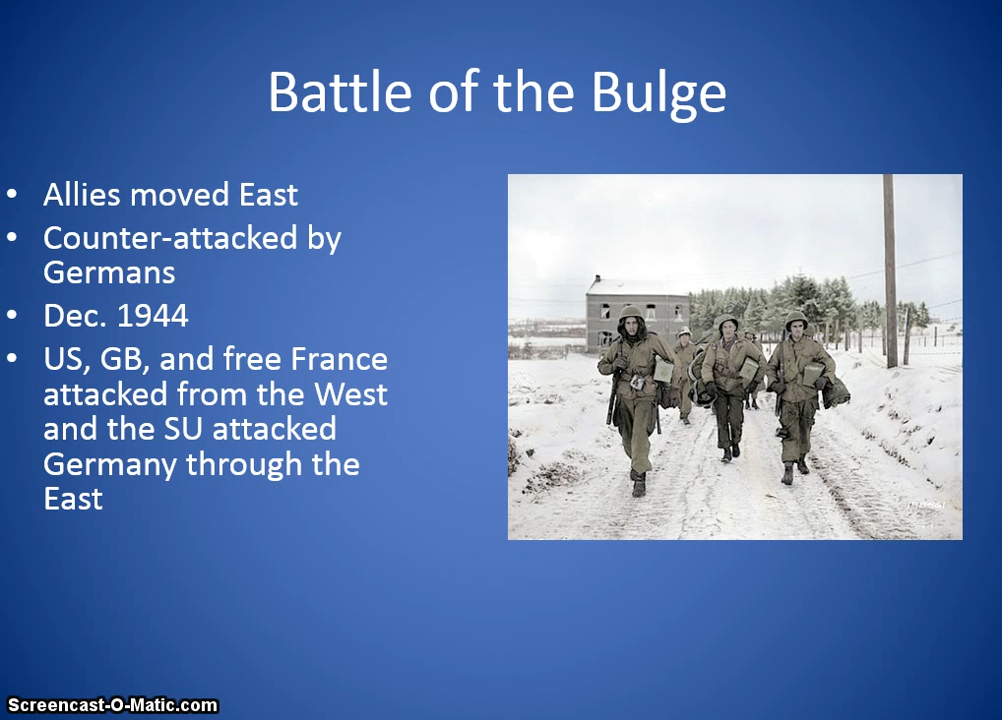 Battle of the Bulge
• Allies moved East
• Counter-attacked by
Germans
• Dec. 1944
• US, GB, and free France
attacked from the West
and the SU attacked
Germany through the
East
Screencast-O-Matic.com